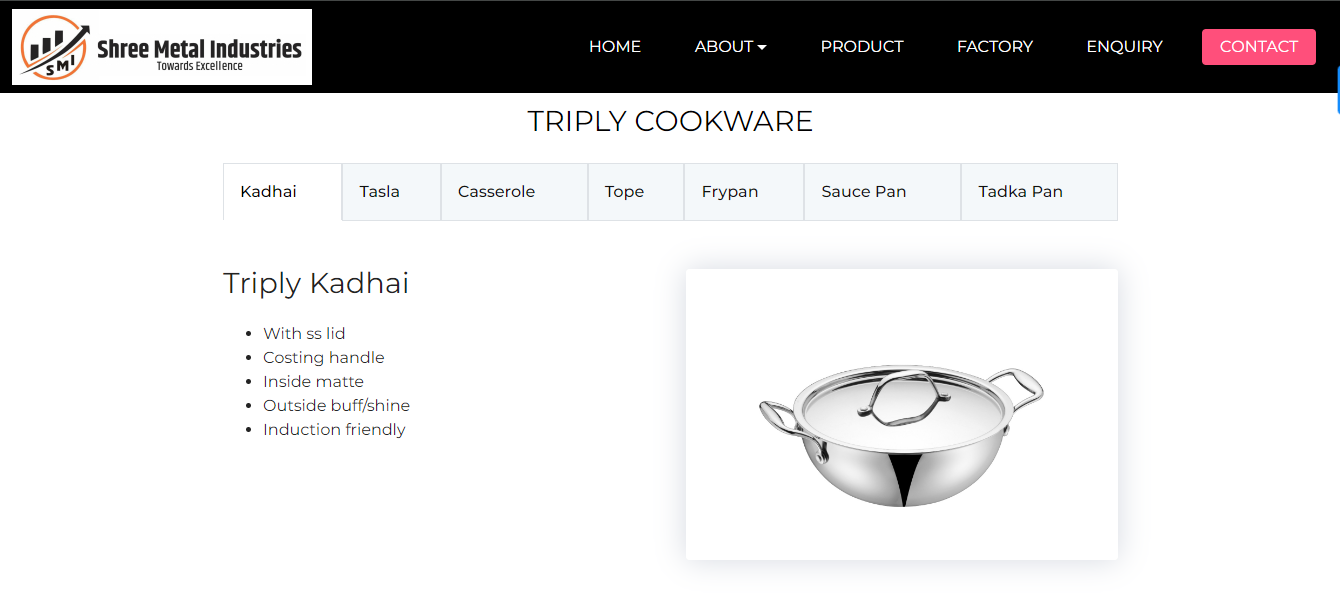 SMI
Shree Metal Industries
Towards Excellence
HOME ABOUT PRODUCT FACTORY ENQUIRY CONTACT
TRIPLY COOKWARE
Kadhai Tasla Casserole Tope Frypan Sauce Pan Tadka Pan
Triply Kadhai
With ss lid
Costing handle
Inside matte
Outside buff/shine
Induction friendly